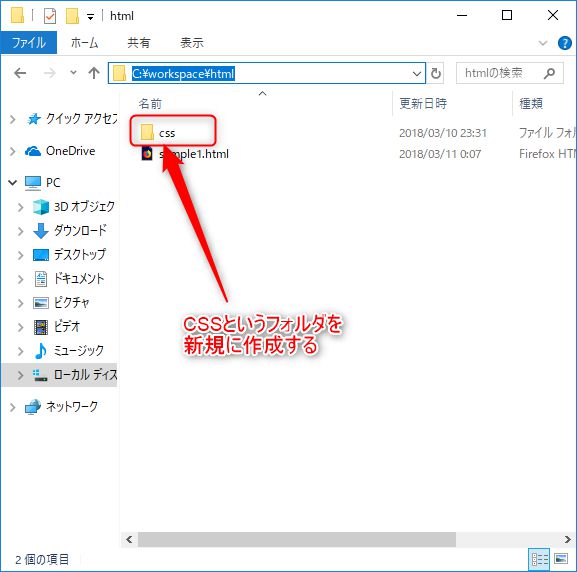 html
ファイル ホーム 共有 表示
C:¥workspace¥html
htmlの検索
名前 更新日時 種類
クイック アクセス
css 2018/03/10 23:31 ファイル フォル
OneDrive
sample1.html 2018/03/11 0:07 Firefox HT
PC
3D オブジェク
ダウンロード
デスクトップ
ドキュメント
ピクチャ
ビデオ
ミュージック
ローカル ディス
ネットワーク
CSSというフォルダを
新規に作成する
2 個の項目